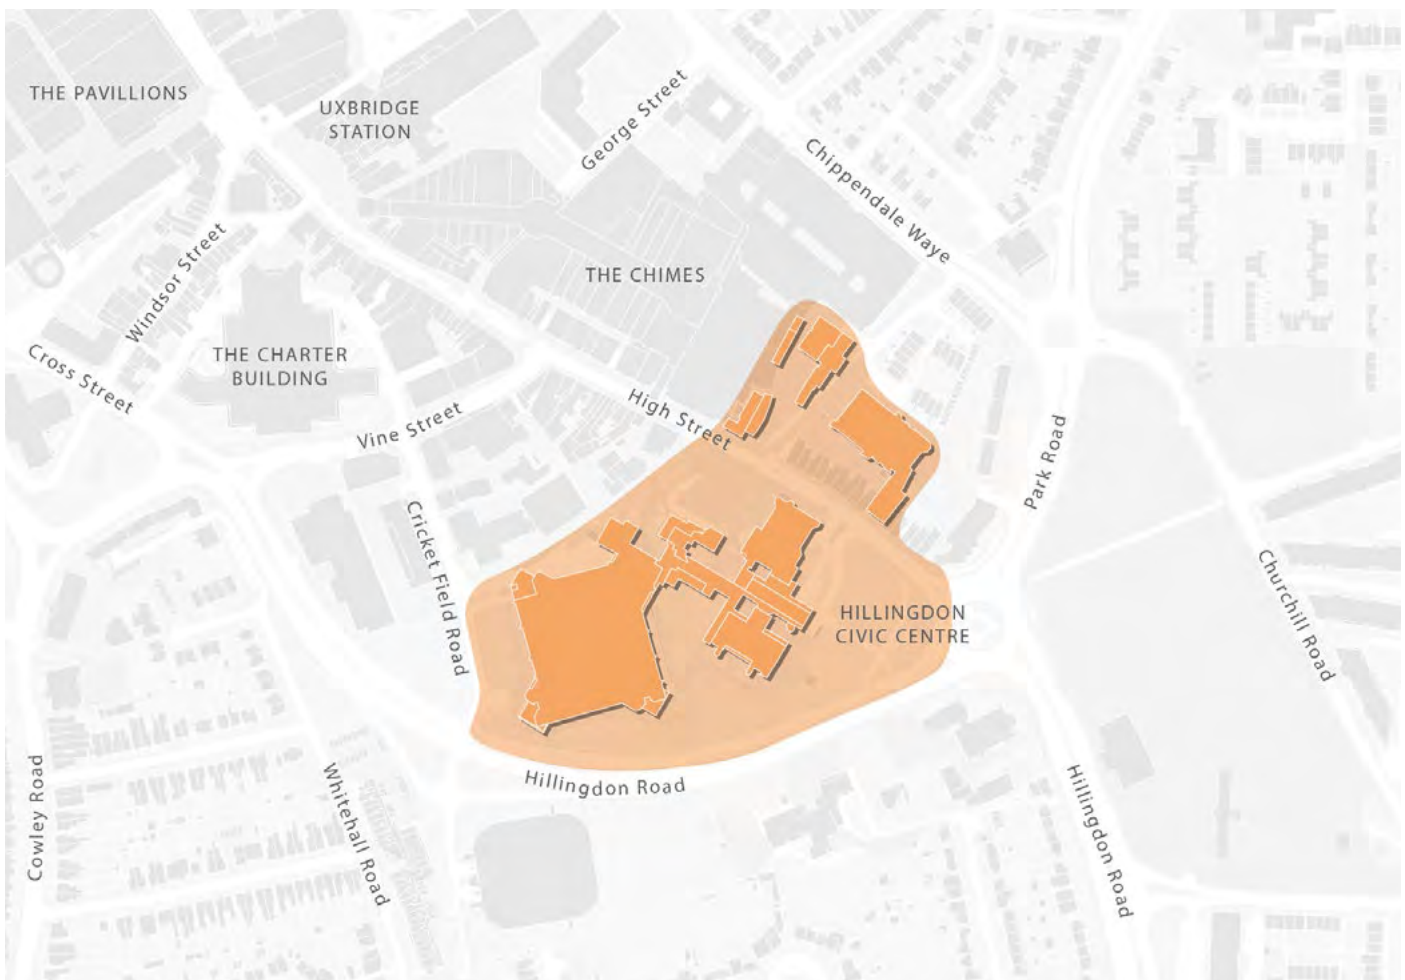 THE PAVILLIONS
UXBRIDGE
STATION
George Street
Chippendale Waye
Windsor Street
THE CHIMES
Cross Street
THE CHARTER
BUILDING
Vine Street
High Street
Park Road
Cricket Field Road
HILLINGDON
CIVIC CENTRE
Churchill Road
Hillingdon Road
Whitehall Road
Cowley Road
Hillingdon Road